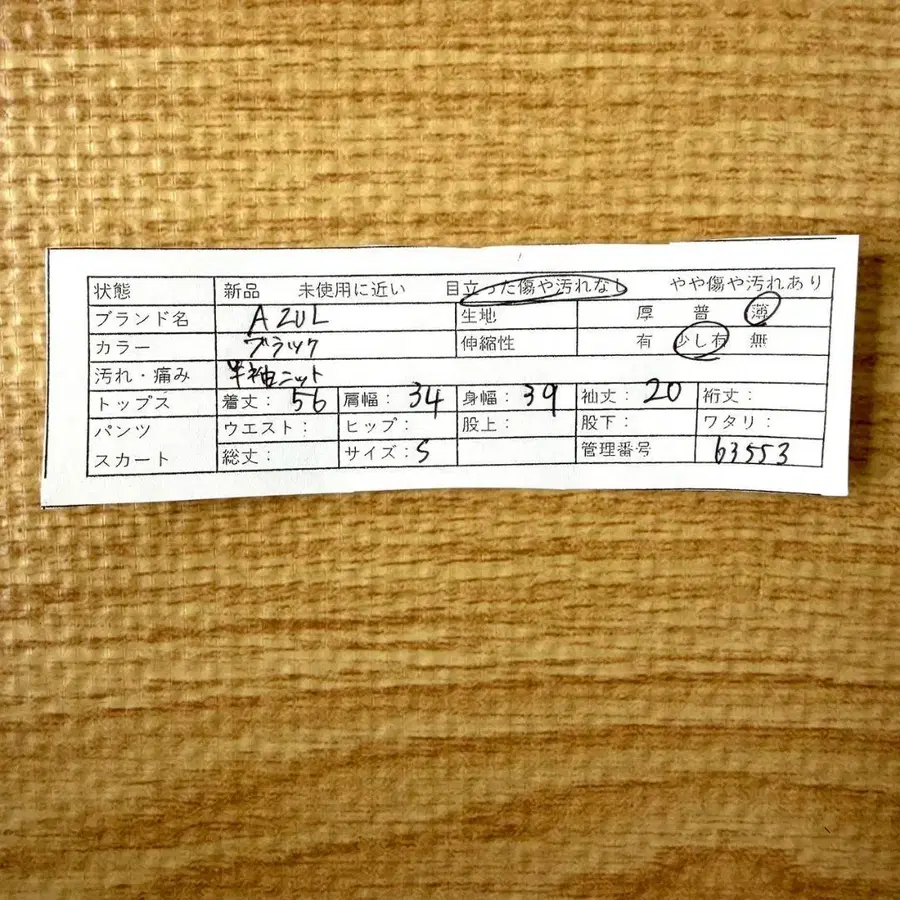 状態 新品 未使用に近い 目立った傷や汚れなし やや傷や汚れあり
ブランド名 AZUL 生地 厚 普 薄
カラー ブラック 伸縮性 有 少し有 無
汚れ・痛み 半袖ニット
トップス 着丈： 56 肩幅： 34 身幅： 39 袖丈： 20 裄丈：
パンツ ウエスト： ヒップ： 股上： 股下： ワタリ：
スカート 総丈： サイズ：S 管理番号 63553